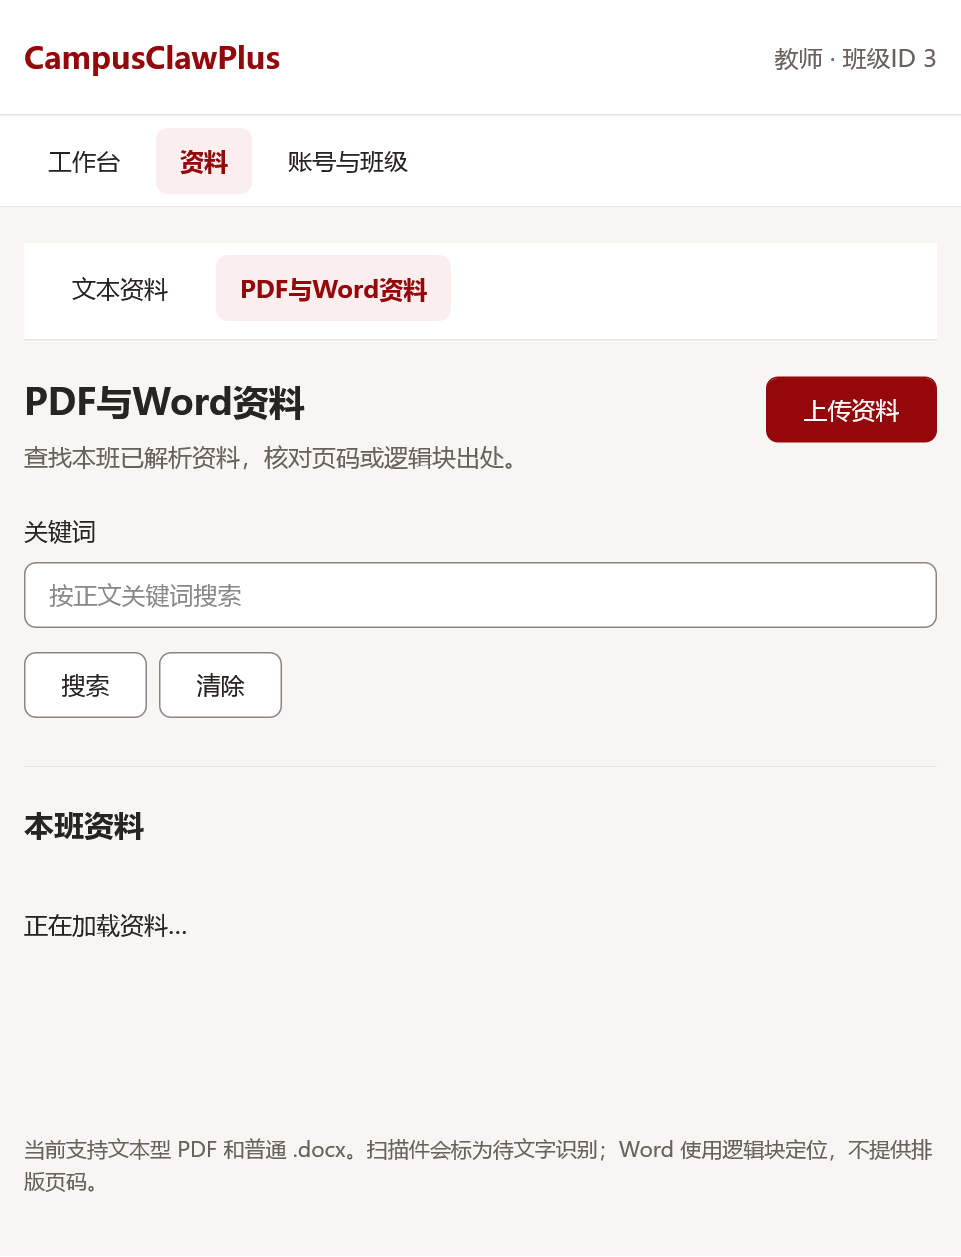 CampusClawPlus
教师 · 班级ID 3
工作台
资料
账号与班级
文本资料
PDF与Word资料
PDF与Word资料
上传资料
查找本班已解析资料，核对页码或逻辑块出处。
关键词
按正文关键词搜索
搜索
清除
本班资料
正在加载资料...
当前支持文本型 PDF 和普通 .docx。扫描件会标为待文字识别；Word 使用逻辑块定位，不提供排
版页码。